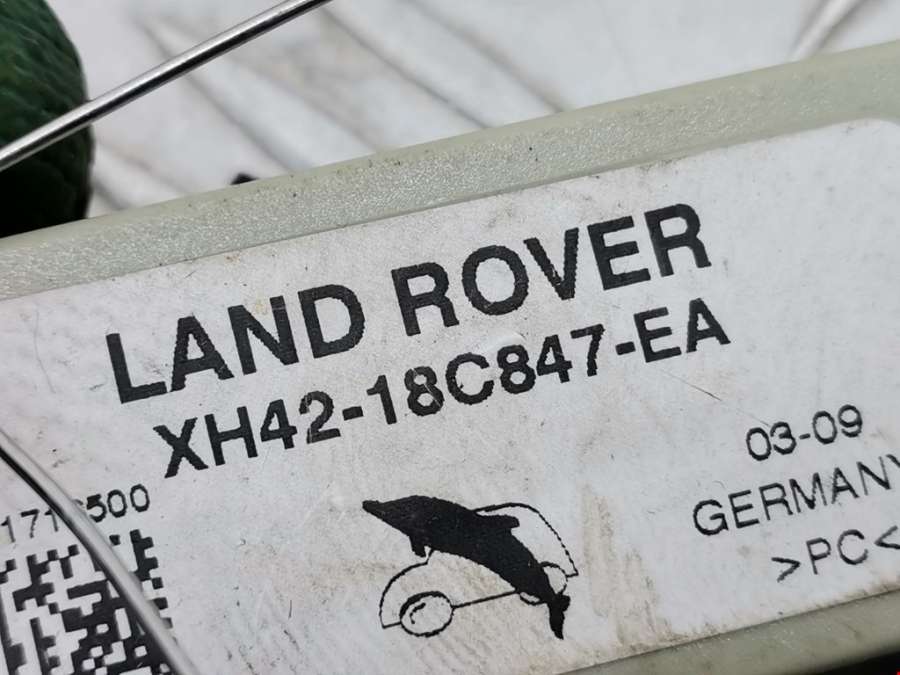 LAND ROVER
XH42-18C847-EA
03-09
GERMANY
>PC<